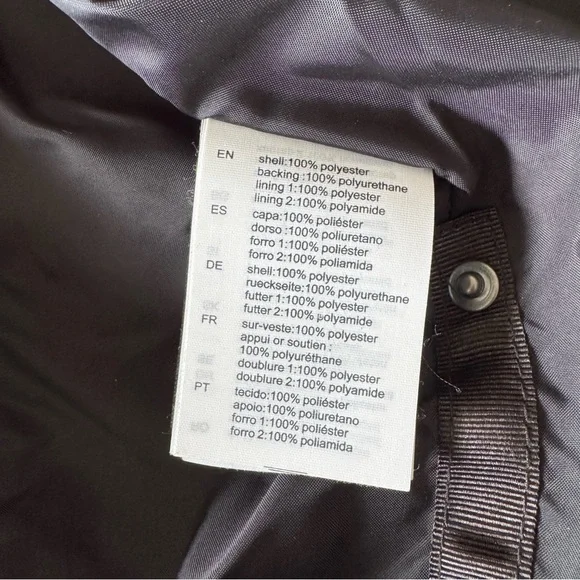 EN shell:100% polyester
backing :100% polyurethane
lining 1:100% polyester
lining 2:100% polyamide
ES capa:100% poliéster
dorso :100% poliuretano
forro 1:100% poliéster
forro 2:100% poliamida
DE shell:100% polyester
rueckseite:100% polyurethane
futter 1:100% polyester
futter 2:100% polyamide
FR sur-veste:100% polyester
appui or soutien :
100% polyuréthane
doublure 1:100% polyester
doublure 2:100% polyamide
PT tecido:100% poliéster
apoio:100% poliuretano
forro 1:100% poliéster
forro 2:100% poliamida